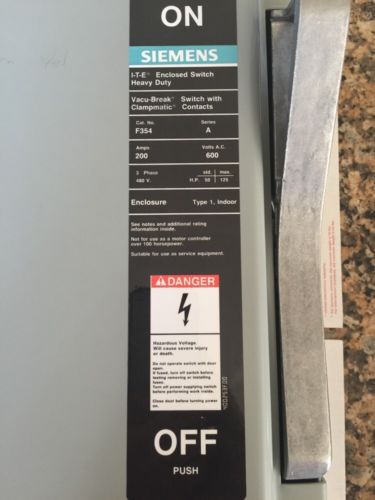 ON
SIEMENS
I-T-E® Enclosed Switch
Heavy Duty
Vacu-Break™ Switch with
Clampmatic™ Contacts
Cat. No. Series
F354 A
Amps Volts A.C.
200 600
3 Phase std. max.
480 V. H.P. 50 125
Enclosure Type 1, Indoor
See notes and additional rating
information inside.
Not for use as a motor controller
over 100 horsepower.
Suitable for use as service equipment.
DANGER
Hazardous Voltage.
Will cause severe injury
or death.
Do not operate switch with door
open.
If fused, turn off switch before
testing removing or installing
fuses.
Turn off power supplying switch
before performing work inside.
Close door before turning power
on.
OFF
PUSH